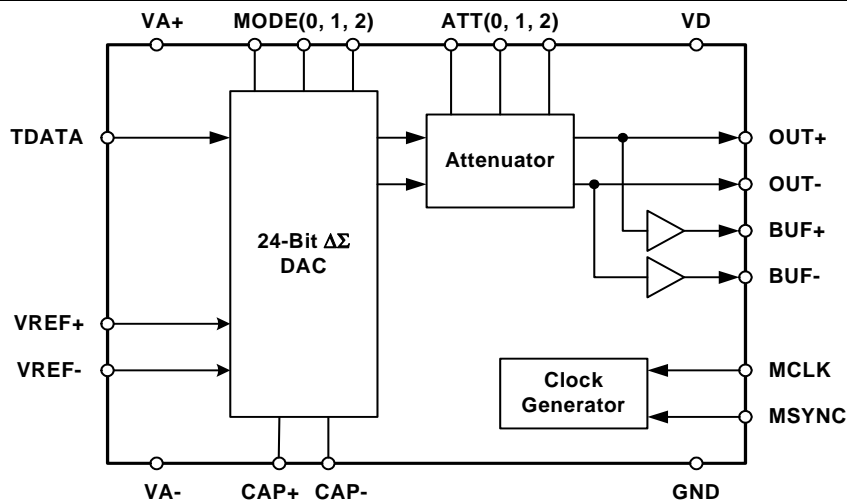 VA+ MODE(0, 1, 2) ATT(0, 1, 2) VD
TDATA
OUT+
Attenuator
OUT-
24-Bit ΔΣ
DAC
BUF+
BUF-
VREF+
VREF-
Clock
Generator
MCLK
MSYNC
VA- CAP+ CAP- GND